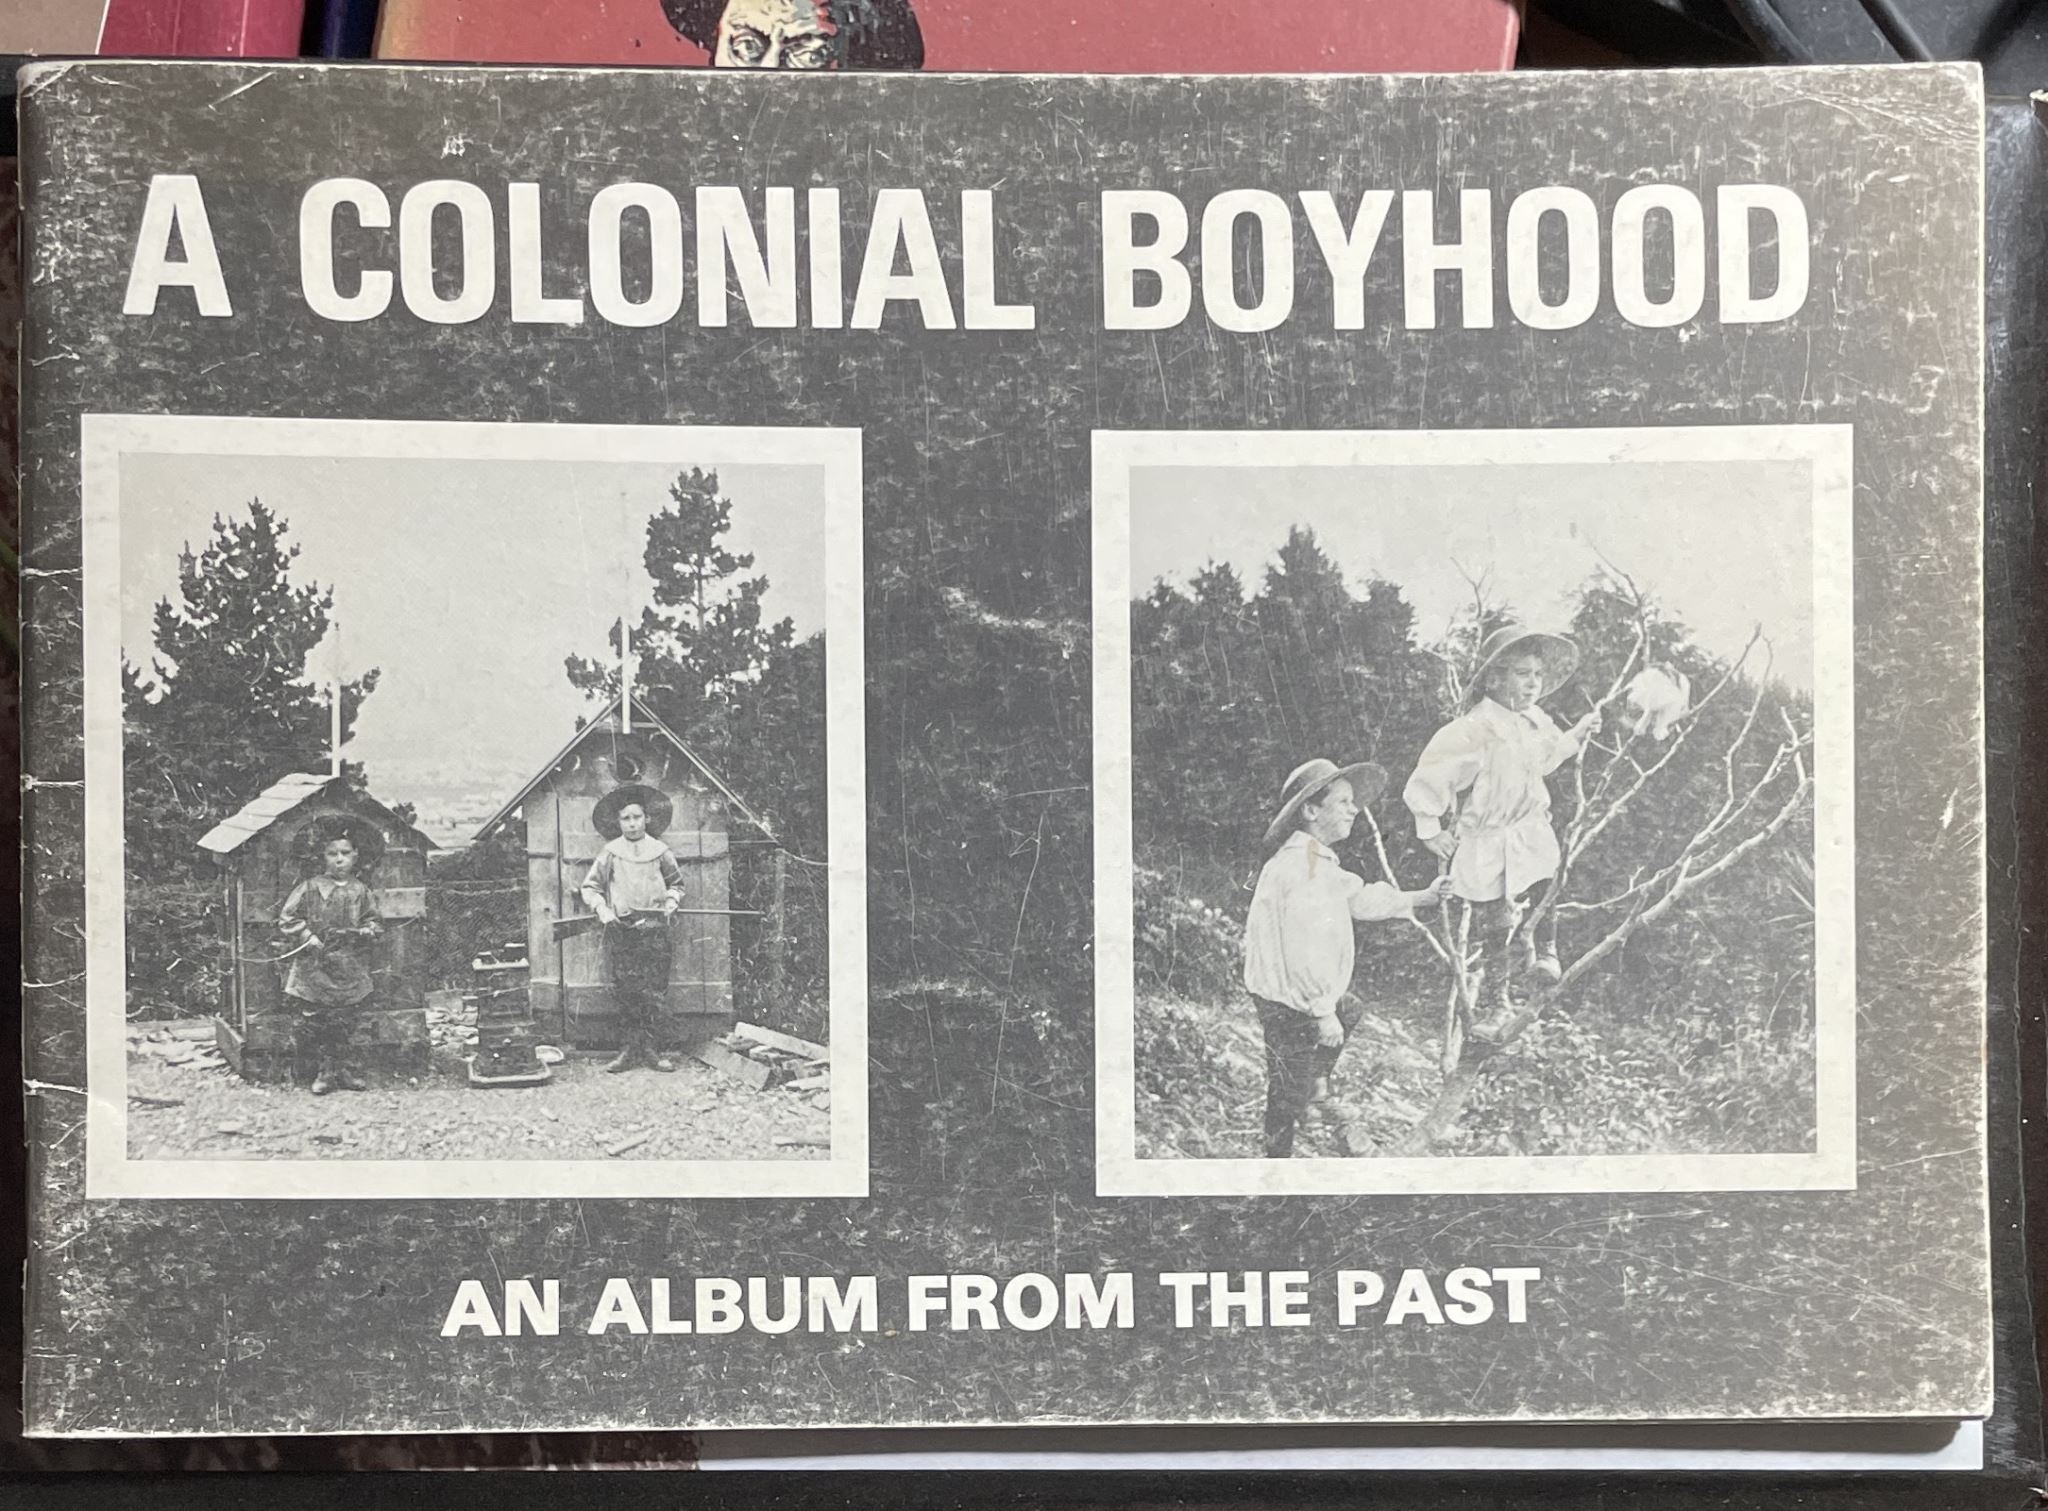 A COLONIAL BOYHOOD
AN ALBUM FROM THE PAST